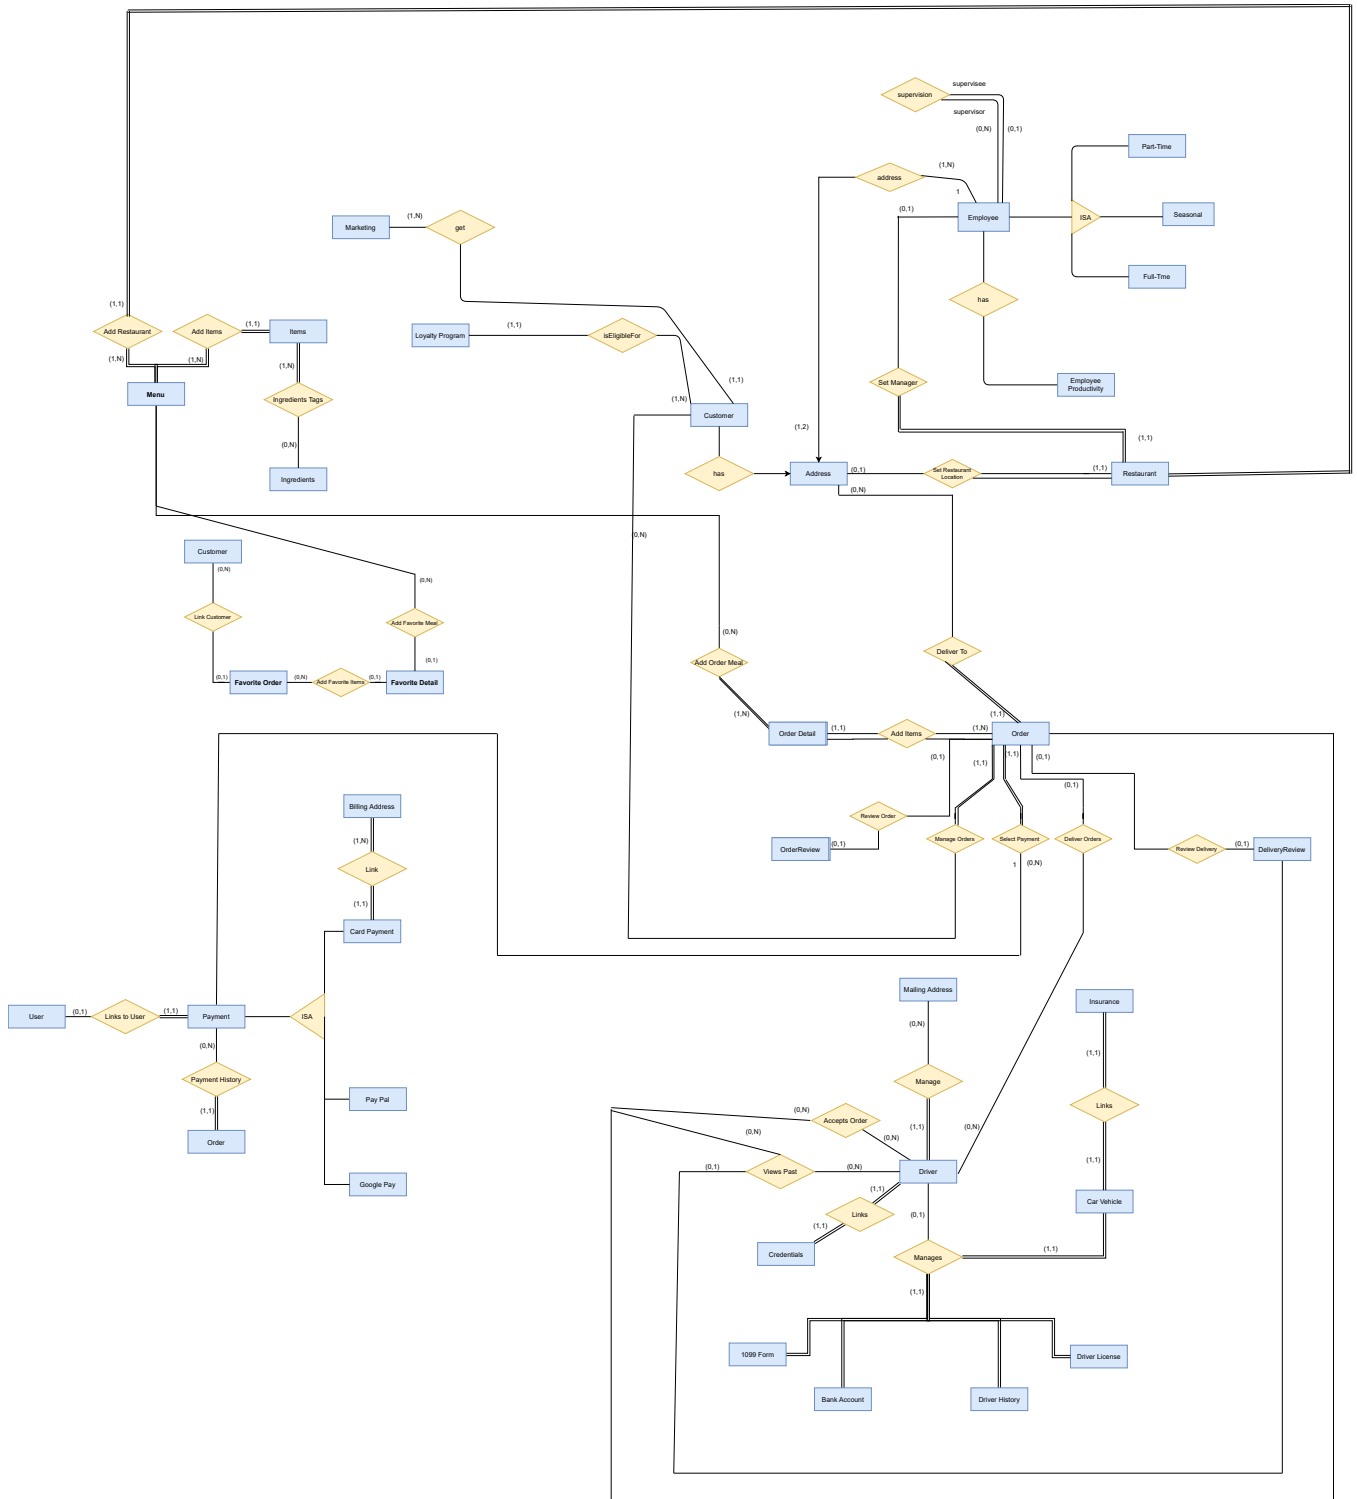 supervisee
supervision
supervisor
(0,N)
(0,1)
Part-Time
(1,N)
address
1
(0,1)
Employee
ISA
Seasonal
Marketing
(1,N)
get
Full-Tme
has
(1,1)
Add Restaurant
Add Items
(1,1)
Items
Loyalty Program
(1,1)
isEligibleFor
(1,N)
(1,N)
(1,N)
Menu
Ingredients Tags
Set Manager
Employee
Productivity
(1,1)
(1,N)
Customer
(1,2)
(1,1)
(0,N)
Ingredients
has
Address
(0,1)
Set Restaurant
Location
(1,1)
Restaurant
(0,N)
(0,N)
Customer
(0,N)
(0,N)
Link Customer
Add Favorite Meal
(0,N)
Add Order Meal
Deliver To
(0,1)
(0,1)
Favorite Order
(0,N)
Add Favorite Items
(0,1)
Favorite Detail
(1,N)
(1,1)
Order Detail
(1,1)
Add Items
(1,N)
Order
(0,1)
(1,1)
(1,1)
(0,1)
(0,1)
Billing Address
Review Order
(1,N)
Manage Orders
Select Payment
Deliver Orders
OrderReview
(0,1)
Review Delivery
(0,1)
DeliveryReview
1
(0,N)
Link
(1,1)
Card Payment
Mailing Address
Insurance
User
(0,1)
Links to User
(1,1)
Payment
ISA
(0,N)
(0,N)
(1,1)
Payment History
Manage
Pay Pal
Links
(1,1)
(0,N)
Accepts Order
(0,N)
(0,N)
(1,1)
(0,N)
Order
(0,1)
Views Past
(0,N)
Driver
Google Pay
(1,1)
(1,1)
Car Vehicle
Links
(0,1)
(1,1)
Credentials
Manages
(1,1)
(1,1)
1099 Form
Driver License
Bank Account
Driver History